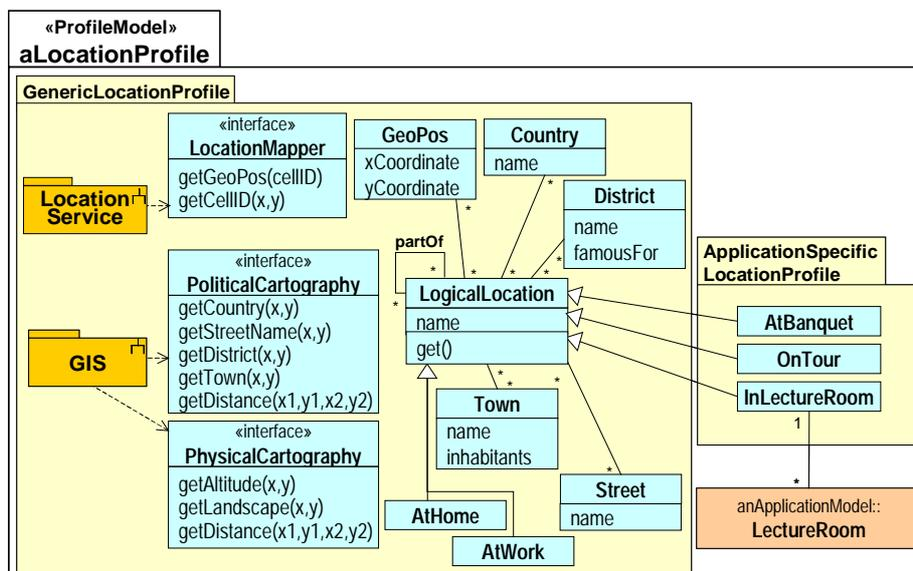 «ProfileModel»
aLocationProfile
GenericLocationProfile
Location
Service
«interface»
LocationMapper
getGeoPos(cellID)
getCellID(x,y)
GeoPos
xCoordinate
yCoordinate
*
*
Country
name
*
*
District
name
famousFor
*
*
partOf
*
*
LogicalLocation
name
get()
GIS
«interface»
PoliticalCartography
getCountry(x,y)
getStreetName(x,y)
getDistrict(x,y)
getTown(x,y)
getDistance(x1,y1,x2,y2)
«interface»
PhysicalCartography
getAltitude(x,y)
getLandscape(x,y)
getDistance(x1,y1,x2,y2)
*
*
Town
name
inhabitants
*
*
Street
name
AtHome
AtWork
ApplicationSpecific
LocationProfile
AtBanquet
OnTour
InLectureRoom
1
*
anApplicationModel::
LectureRoom